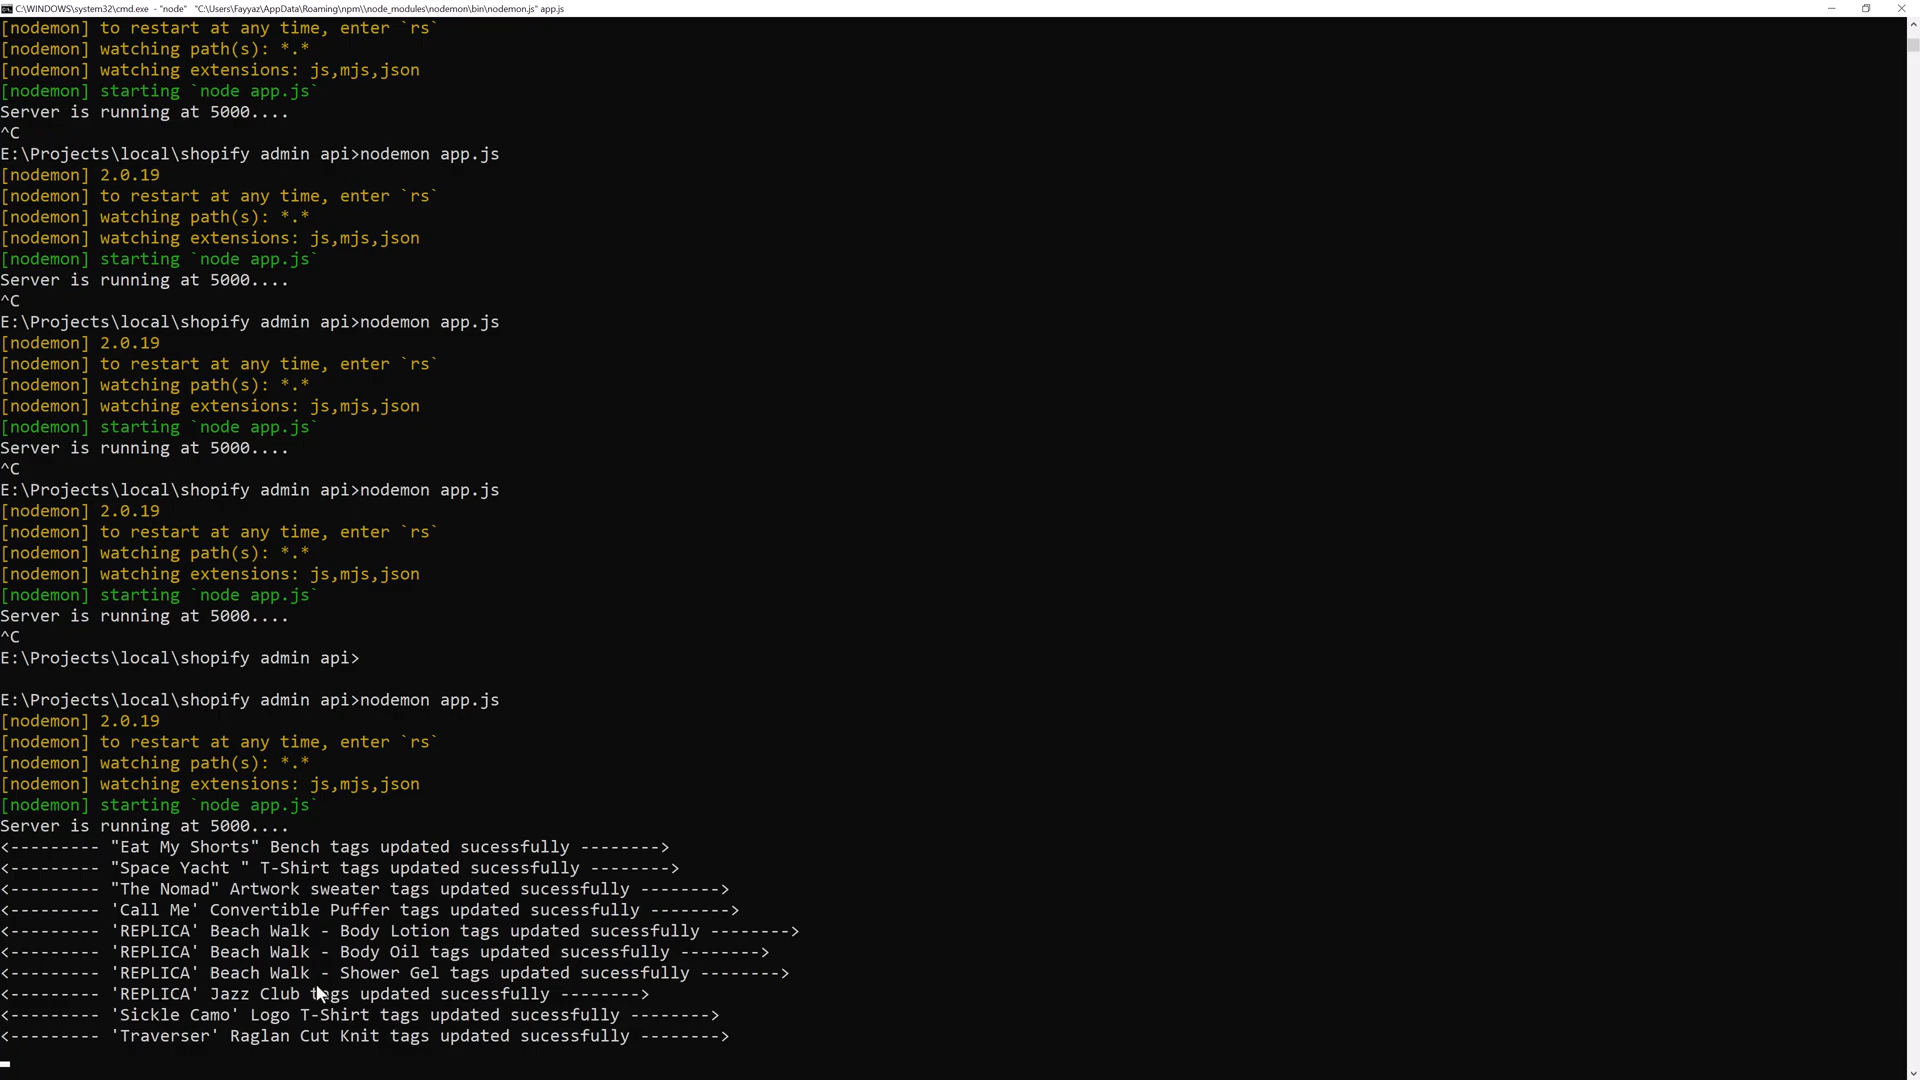 C:\WINDOWS\system32\cmd.exe - "node" "C:\Users\Fayyaz\AppData\Roaming\npm\\node_modules\nodemon\bin\nodemon.js" app.js
[nodemon] to restart at any time, enter `rs`
[nodemon] watching path(s): *.*
[nodemon] watching extensions: js,mjs,json
[nodemon] starting `node app.js`
Server is running at 5000....
^C
E:\Projects\local\shopify admin api>nodemon app.js
[nodemon] 2.0.19
[nodemon] to restart at any time, enter `rs`
[nodemon] watching path(s): *.*
[nodemon] watching extensions: js,mjs,json
[nodemon] starting `node app.js`
Server is running at 5000....
^C
E:\Projects\local\shopify admin api>nodemon app.js
[nodemon] 2.0.19
[nodemon] to restart at any time, enter `rs`
[nodemon] watching path(s): *.*
[nodemon] watching extensions: js,mjs,json
[nodemon] starting `node app.js`
Server is running at 5000....
^C
E:\Projects\local\shopify admin api>nodemon app.js
[nodemon] 2.0.19
[nodemon] to restart at any time, enter `rs`
[nodemon] watching path(s): *.*
[nodemon] watching extensions: js,mjs,json
[nodemon] starting `node app.js`
Server is running at 5000....
^C
E:\Projects\local\shopify admin api>
E:\Projects\local\shopify admin api>nodemon app.js
[nodemon] 2.0.19
[nodemon] to restart at any time, enter `rs`
[nodemon] watching path(s): *.*
[nodemon] watching extensions: js,mjs,json
[nodemon] starting `node app.js`
Server is running at 5000....
<--------- "Eat My Shorts" Bench tags updated sucessfully -------->
<--------- "Space Yacht " T-Shirt tags updated sucessfully -------->
<--------- "The Nomad" Artwork sweater tags updated sucessfully -------->
<--------- 'Call Me' Convertible Puffer tags updated sucessfully -------->
<--------- 'REPLICA' Beach Walk - Body Lotion tags updated sucessfully -------->
<--------- 'REPLICA' Beach Walk - Body Oil tags updated sucessfully -------->
<--------- 'REPLICA' Beach Walk - Shower Gel tags updated sucessfully -------->
<--------- 'REPLICA' Jazz Club tags updated sucessfully -------->
<--------- 'Sickle Camo' Logo T-Shirt tags updated sucessfully -------->
<--------- 'Traverser' Raglan Cut Knit tags updated sucessfully -------->